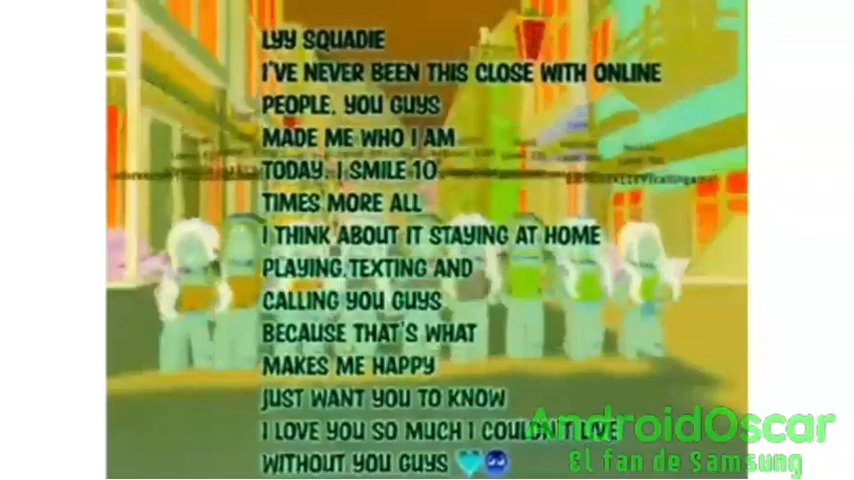 LYY SQUADIE
I'VE NEVER BEEN THIS CLOSE WITH ONLINE
PEOPLE, YOU GUYS
MADE ME WHO I AM
TODAY, I SMILE 10
TIMES MORE ALL
I THINK ABOUT IT STAYING AT HOME
PLAYING,TEXTING AND
CALLING YOU GUYS
BECAUSE THAT'S WHAT
MAKES ME HAPPY
JUST WANT YOU TO KNOW
I LOVE YOU SO MUCH I COULDN'T LIVE
WITHOUT YOU GUYS
AndroidOscar
El fan de Samsung